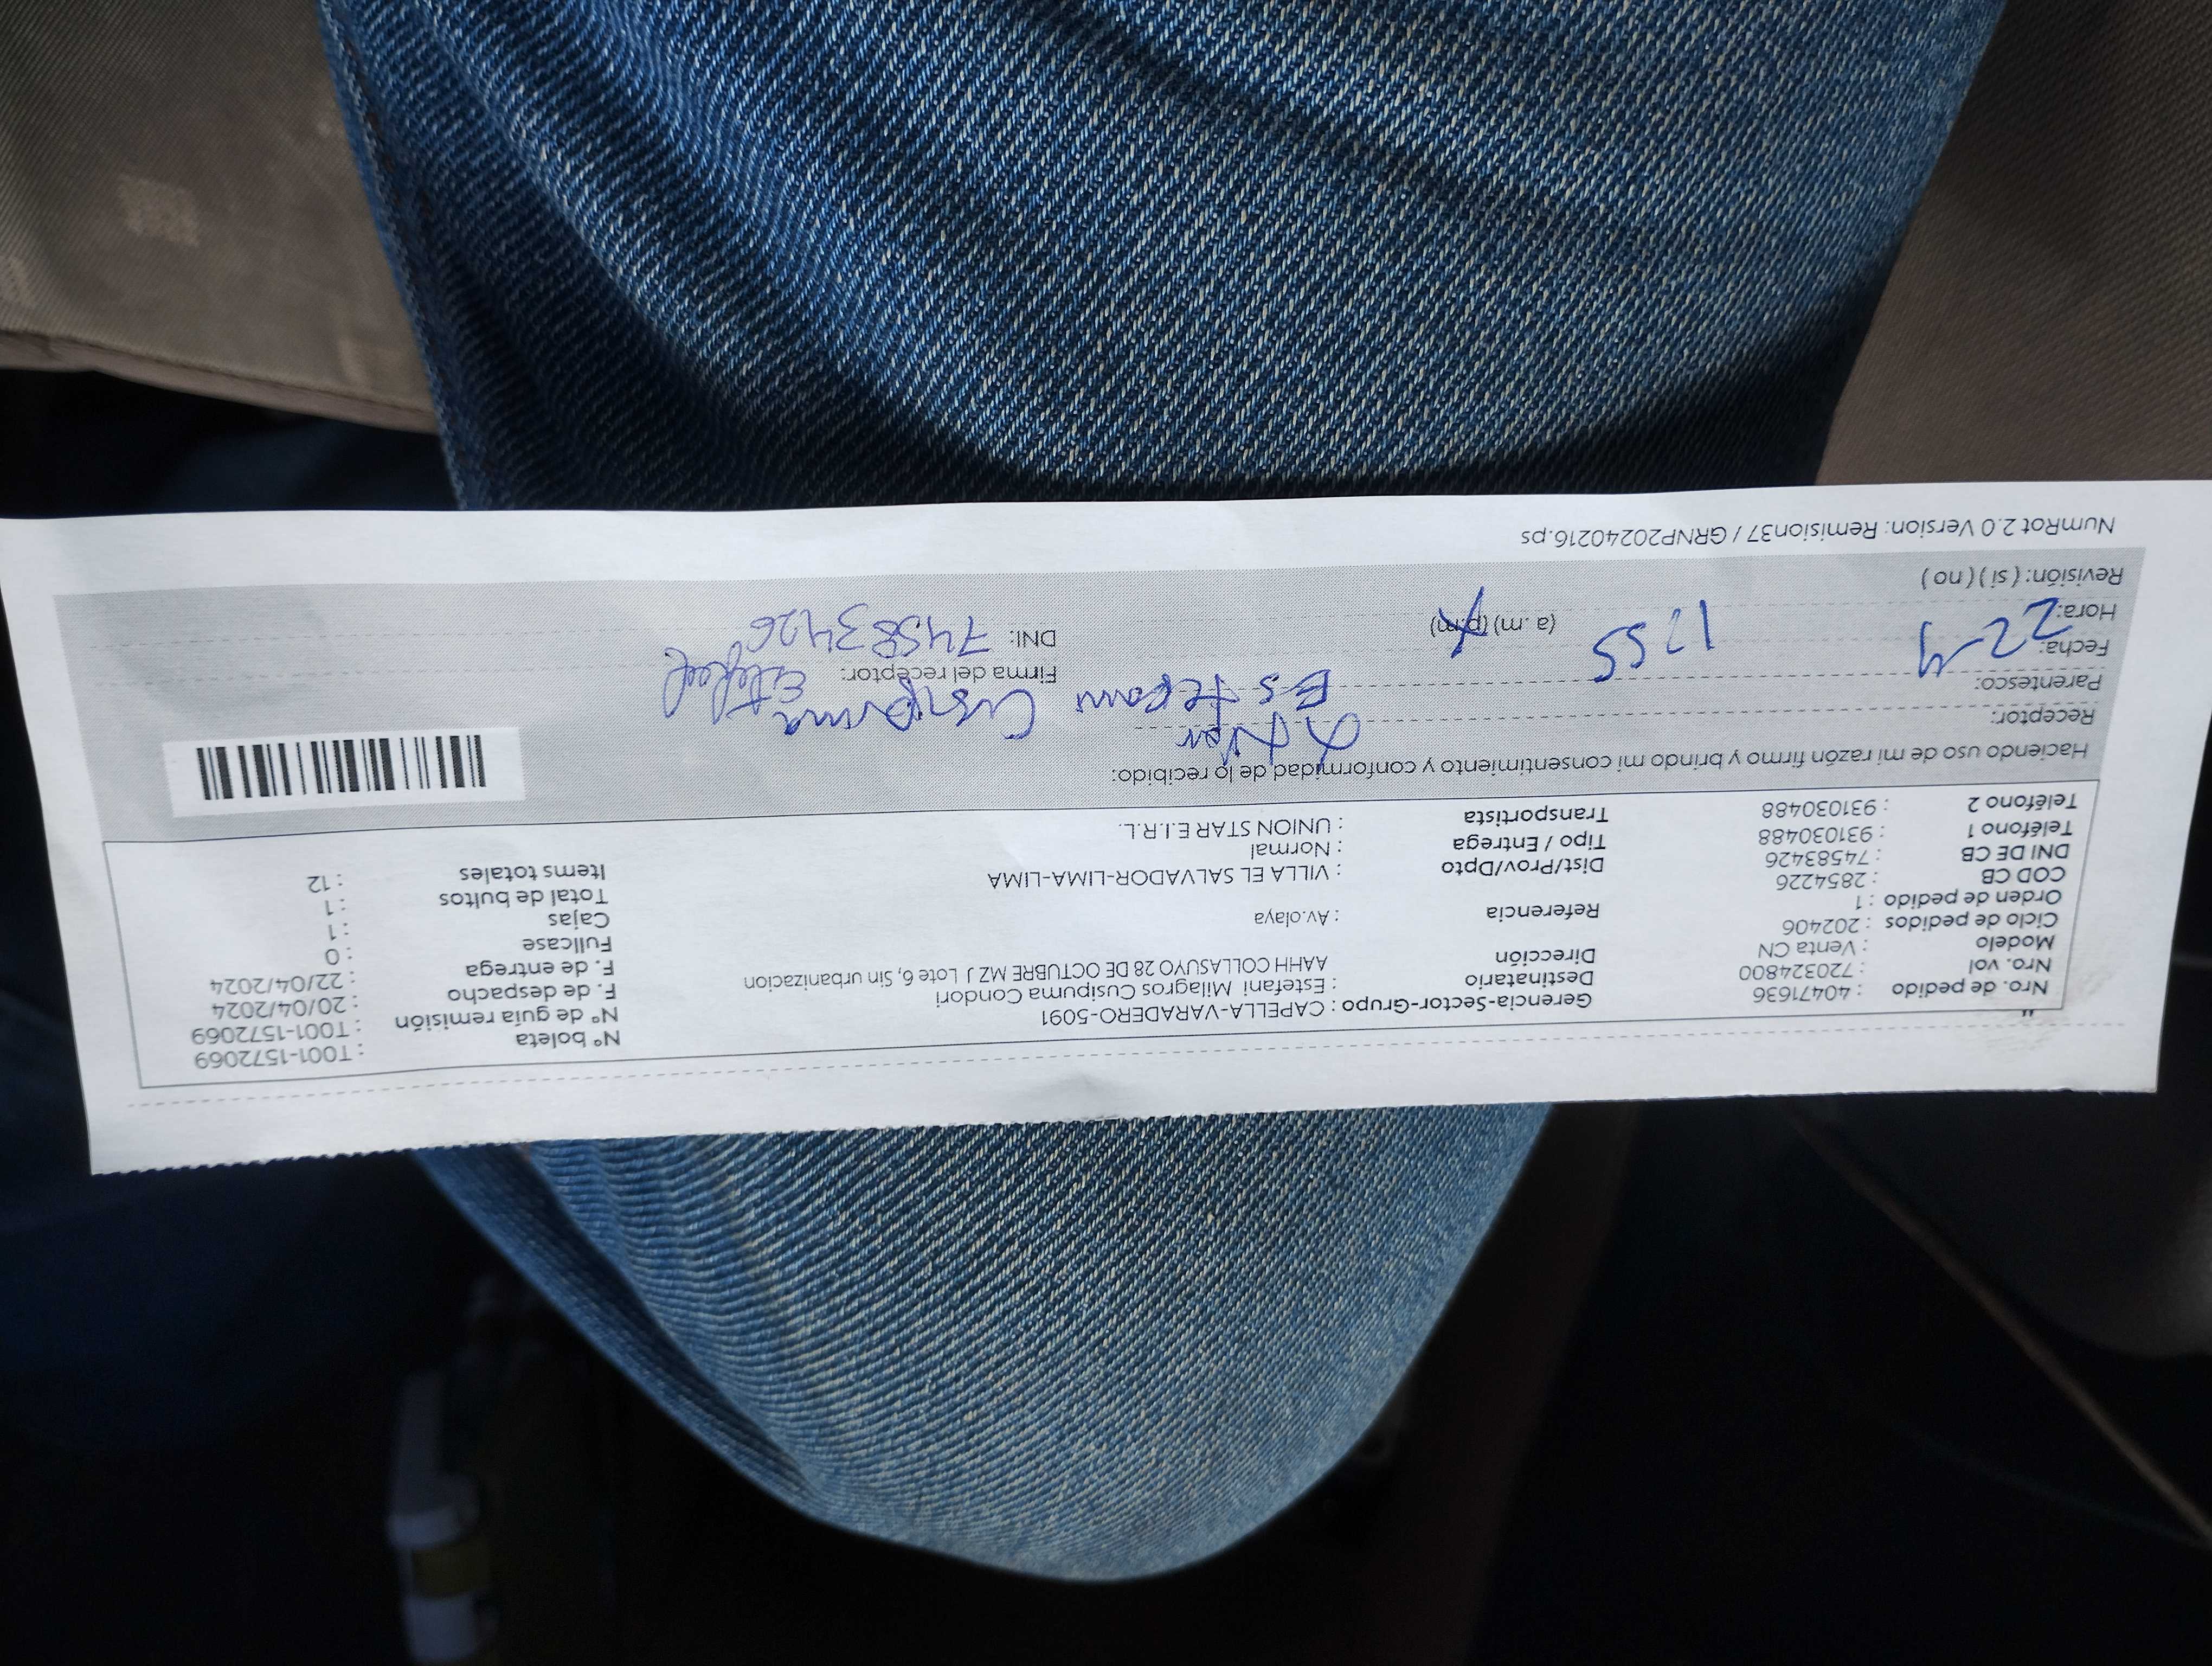 Nro. de pedido : 40471636 Gerencia-Sector-Grupo : CAPELLA-VARADERO-5091 N° boleta : T001-1572069
Nro. vol : 720324800 Destinatario : Estefani Milagros Cusipuma Condori N° de guía remisión : T001-1572069
Modelo : Venta CN Dirección AAHH COLLASUYO 28 DE OCTUBRE MZ J Lote 6, Sin urbanizacion F. de despacho : 20/04/2024
Ciclo de pedidos : 202406 F. de entrega : 22/04/2024
Orden de pedido : 1 Referencia : Av.olaya Fullcase : 0
COD CB : 2854226 Cajas : 1
DNI DE CB : 74583426 Dist/Prov/Dpto : VILLA EL SALVADOR-LIMA-LIMA Total de bultos : 1
Teléfono 1 : 931030488 Tipo / Entrega : Normal Items totales : 12
Teléfono 2 : 931030488 Transportista : UNION STAR E.I.R.L.
Haciendo uso de mi razón firmo y brindo mi consentimiento y conformidad de lo recibido:
Receptor:
Parentesco: Cusipuma
Fecha: 22-4 Firma del receptor:
Hora: (a. m) (p.m) DNI: 74583426
Revisión: ( si ) ( no )
NumRot 2.0 Version: Remision37 / GRNP20240216.ps